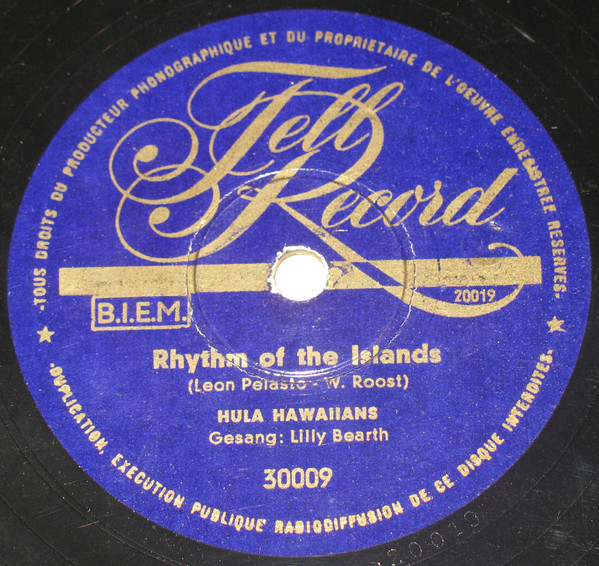 ·TOUS DROITS DU PRODUCTEUR PHONOGRAPHIQUE ET DU PROPRIETAIRE DE L'OEUVRE ENREGISTREE RESERVES·
Tell
Record
20019
B.I.E.M.
Rhythm of the Islands
(Leon Pelasto - W. Roost)
HULA HAWAIIANS
Gesang: Lilly Bearth
30009
·DUPLICATION, EXECUTION PUBLIQUE RADIODIFFUSION DE CE DISQUE INTERDITES·
20019